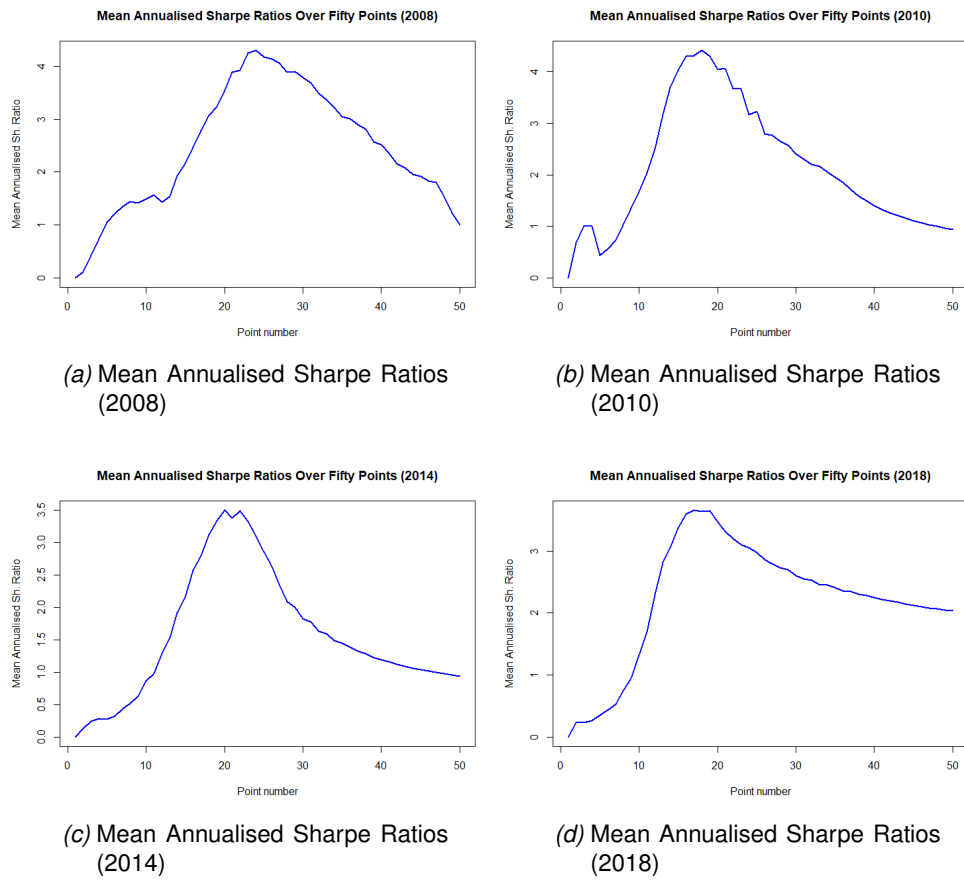 Mean Annualised Sharpe Ratios Over Fifty Points (2008)
Mean Annualised Sh. Ratio
4
3
2
1
0
0 10 20 30 40 50
Point number
(a) Mean Annualised Sharpe Ratios
(2008)
Mean Annualised Sharpe Ratios Over Fifty Points (2010)
Mean Annualised Sh. Ratio
4
3
2
1
0
0 10 20 30 40 50
Point number
(b) Mean Annualised Sharpe Ratios
(2010)
Mean Annualised Sharpe Ratios Over Fifty Points (2014)
Mean Annualised Sh. Ratio
3.5
3.0
2.5
2.0
1.5
1.0
0.5
0.0
0 10 20 30 40 50
Point number
(c) Mean Annualised Sharpe Ratios
(2014)
Mean Annualised Sharpe Ratios Over Fifty Points (2018)
Mean Annualised Sh. Ratio
3
2
1
0
0 10 20 30 40 50
Point number
(d) Mean Annualised Sharpe Ratios
(2018)